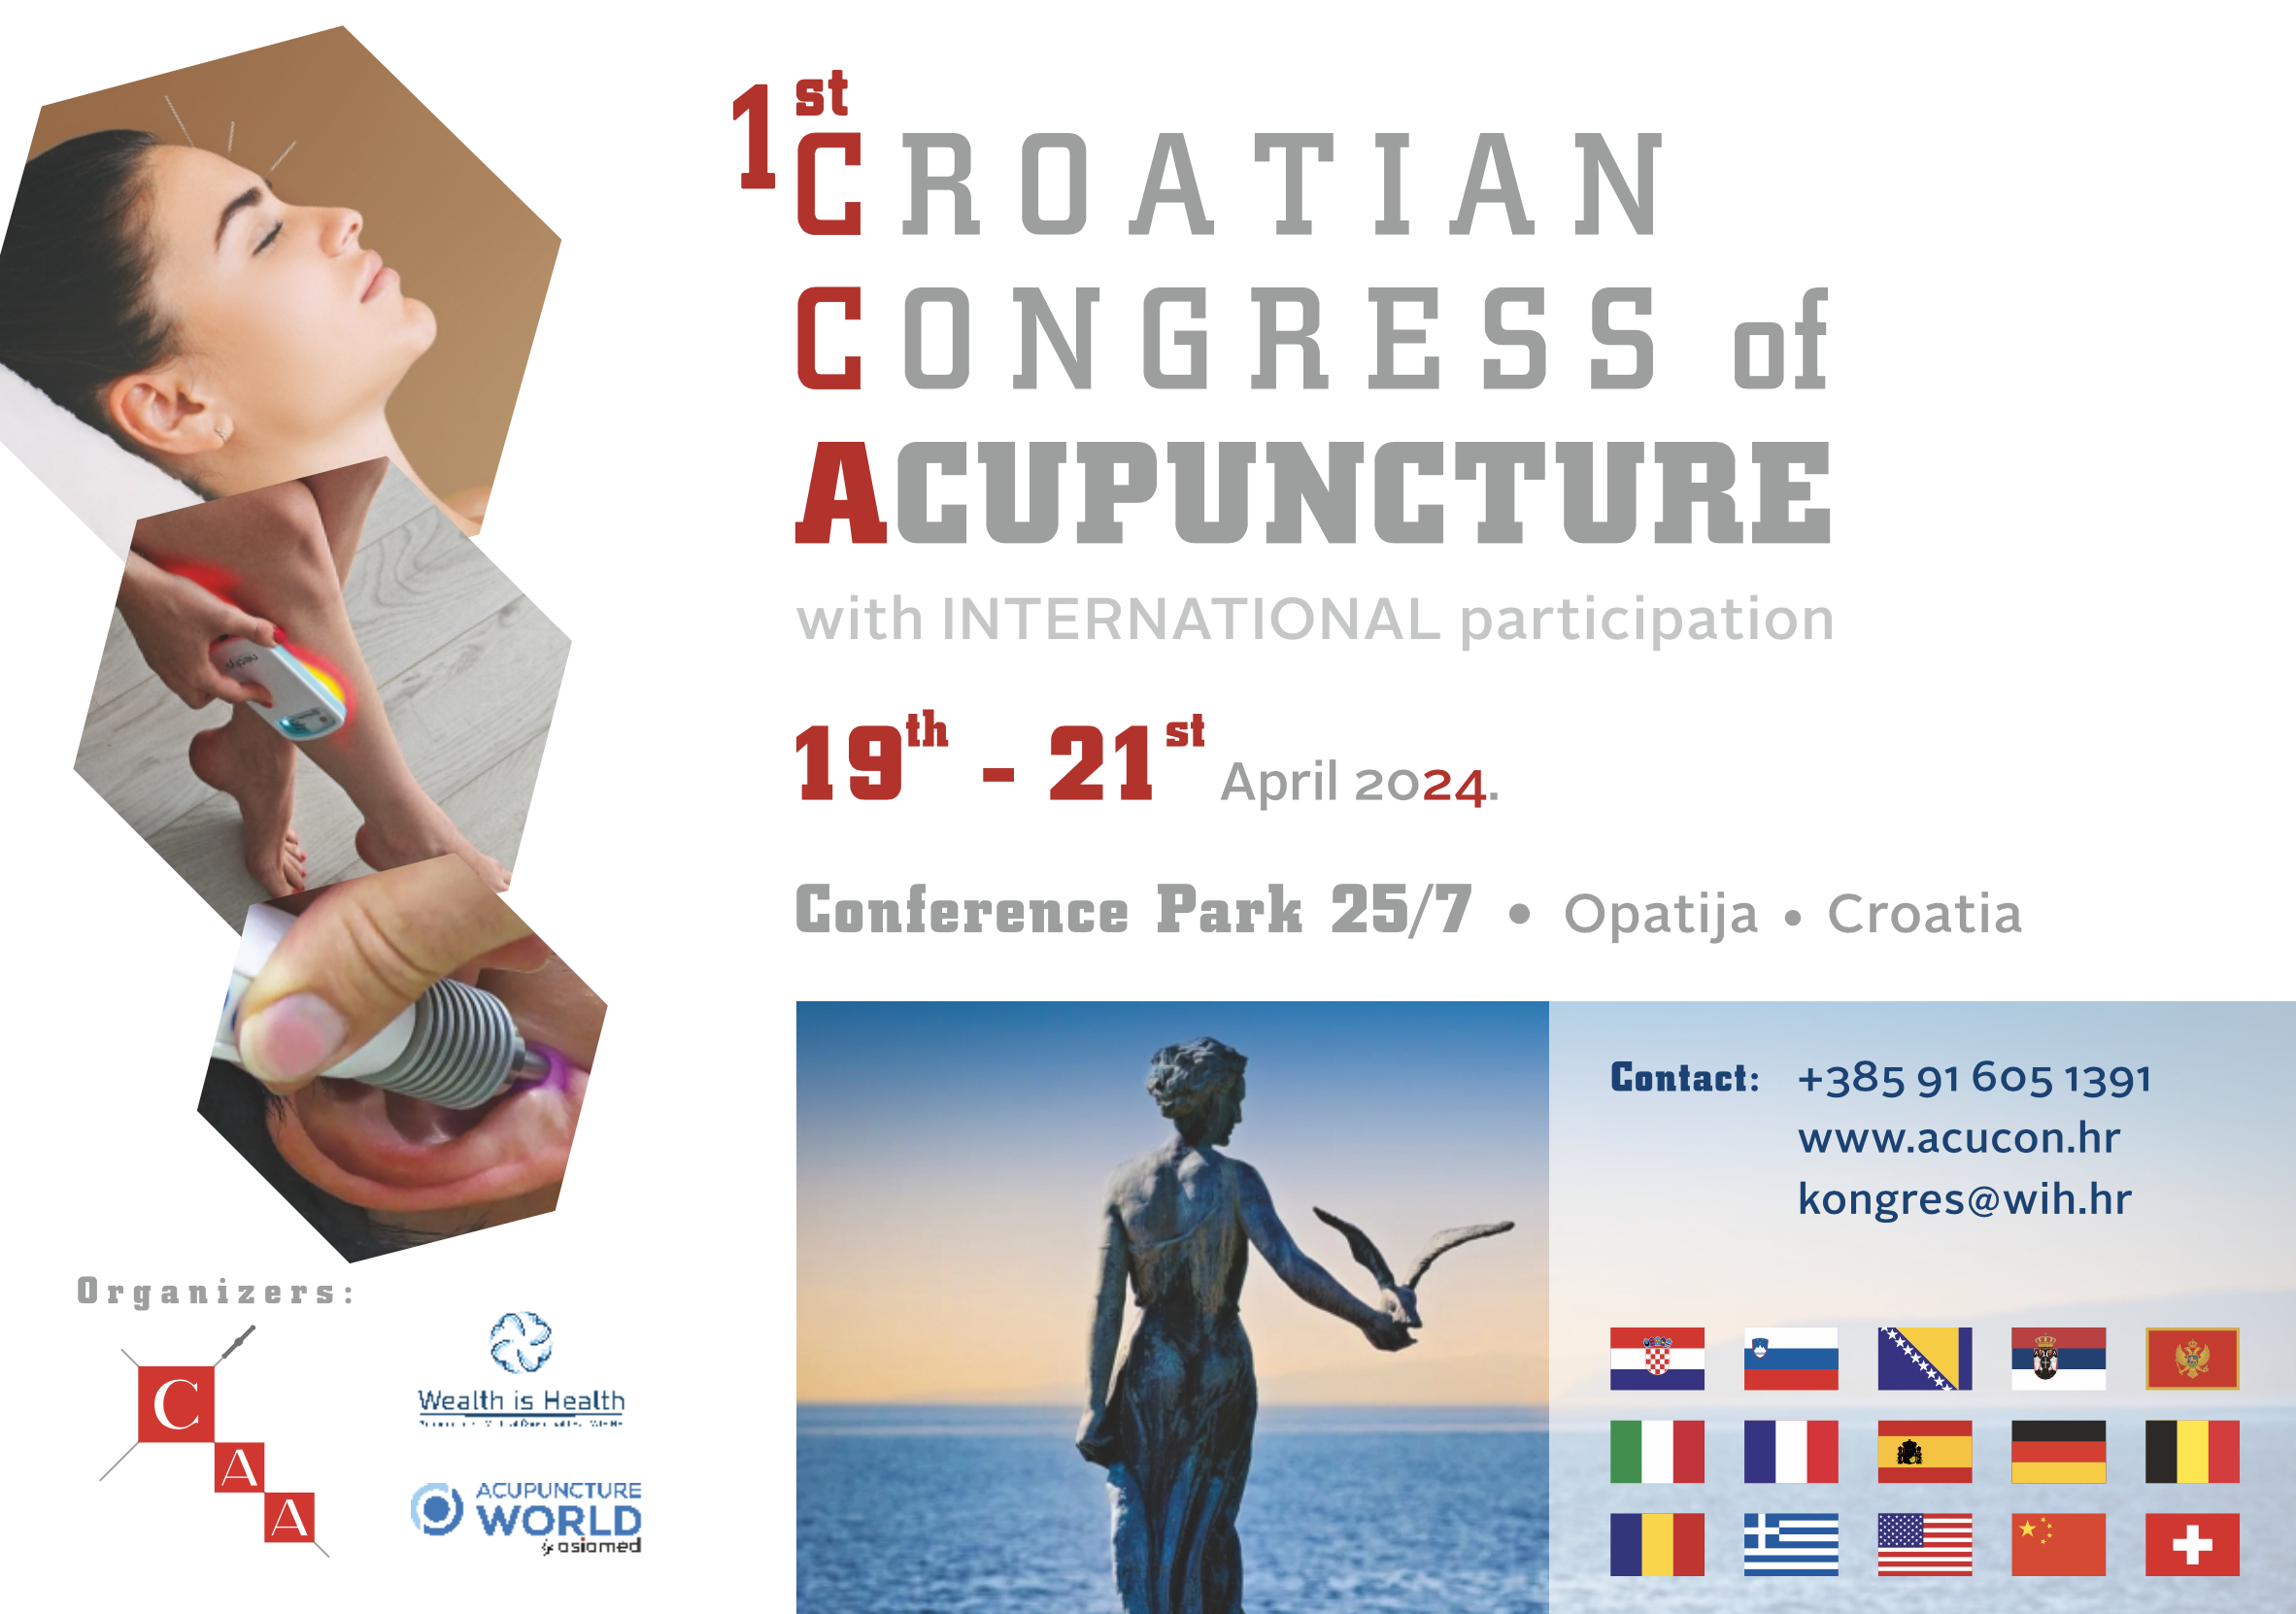 1st CROATIAN
CONGRESS of
ACUPUNCTURE
with INTERNATIONAL participation
19th - 21st April 2024.
Conference Park 25/7 • Opatija • Croatia
Contact: +385 91 605 1391
www.acucon.hr
kongres@wih.hr
Organizers:
C
A
A
Wealth is Health
ACUPUNCTURE
WORLD
asiamed